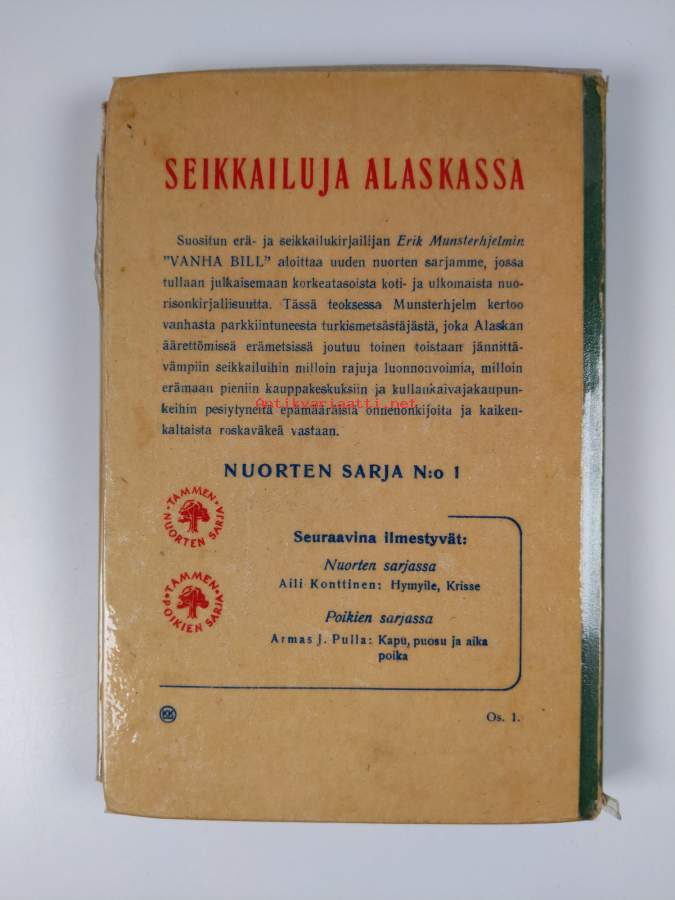 SEIKKAILUJA ALASKASSA
Suositun erä- ja seikkailukirjailijan Erik Munsterhjelmin
”VANHA BILL” aloittaa uuden nuorten sarjamme, jossa
tullaan julkaisemaan korkeatasoista koti- ja ulkomaista nuo-
risonkirjallisuutta. Tässä teoksessa Munsterhjelm kertoo
vanhasta parkkiintuneesta turkismetsästäjästä, joka Alaskan
äärettömissä erämetsissä joutuu toinen toistaan jännittä-
vämpiin seikkailuihin milloin rajuja luonnonvoimia, milloin
erämaan pieniin kauppakeskuksiin ja kullankaivajakaupun-
Antikvariaatti.net
keihin pesiytyneitä epämääräisiä onnenonkijoita ja kaiken-
kaltaista roskaväkeä vastaan.
NUORTEN SARJA N:o 1
TAMMEN
NUORTEN SARJA
Seuraavina ilmestyvät:
Nuorten sarjassa
Aili Konttinen: Hymyile, Krisse
TAMMEN
POIKIEN SARJA
Poikien sarjassa
Armas J. Pulla: Kapu, puosu ja aika
poika
KK
Os. 1.